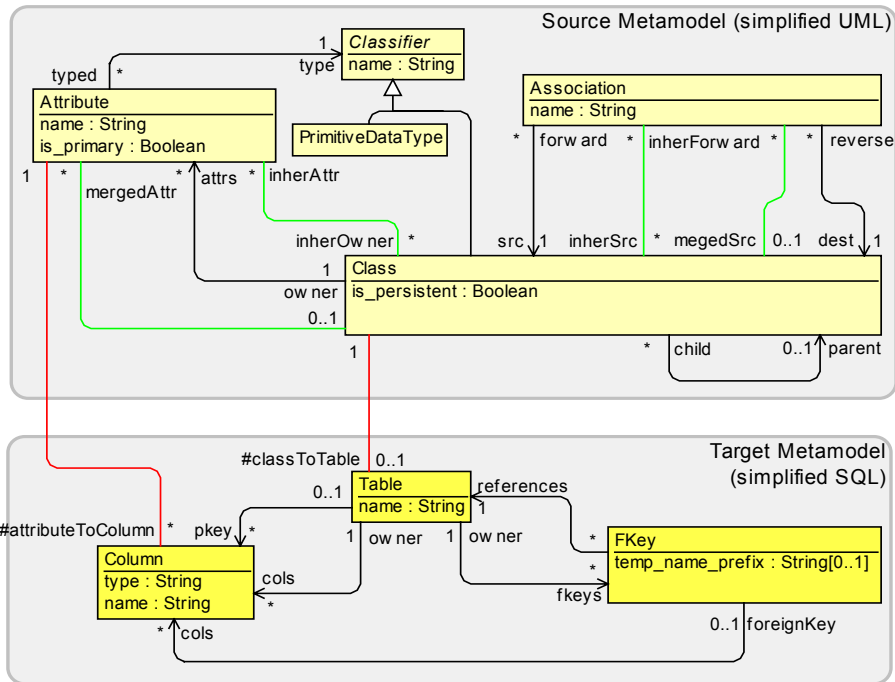 Source Metamodel (simplified UML)
Classifier
name : String
1
type
typed
*
Attribute
name : String
is_primary : Boolean
PrimitiveDataType
Association
name : String
1
*
mergedAttr
*
attrs
*
inherAttr
*
forw ard
*
inherForw ard
*
*
reverse
inherOw ner
*
src
1
inherSrc
*
megedSrc
0..1
dest
1
1
ow ner
Class
is_persistent : Boolean
0..1
1
*
child
0..1
parent
Target Metamodel
(simplified SQL)
#classToTable
0..1
Table
name : String
0..1
references
1
#attributeToColumn
*
pkey
*
1
ow ner
1
ow ner
*
FKey
temp_name_prefix : String[0..1]
*
fkeys
Column
type : String
name : String
cols
*
*
cols
0..1
foreignKey